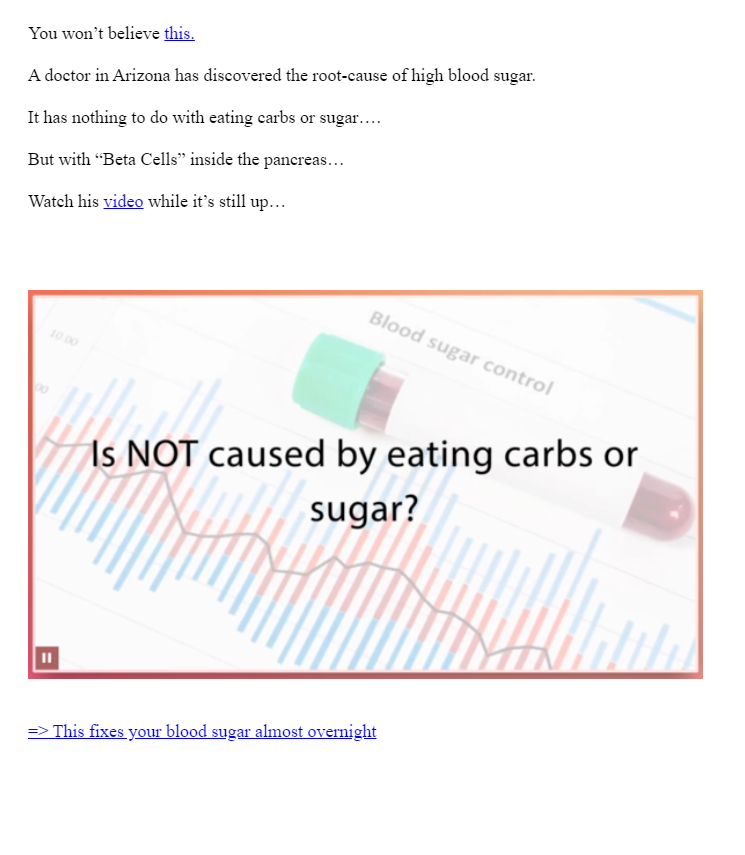 You won’t believe this.
A doctor in Arizona has discovered the root-cause of high blood sugar.
It has nothing to do with eating carbs or sugar….
But with “Beta Cells” inside the pancreas…
Watch his video while it’s still up…
10 00
Blood sugar control
00
Is NOT caused by eating carbs or
sugar?
=> This fixes your blood sugar almost overnight